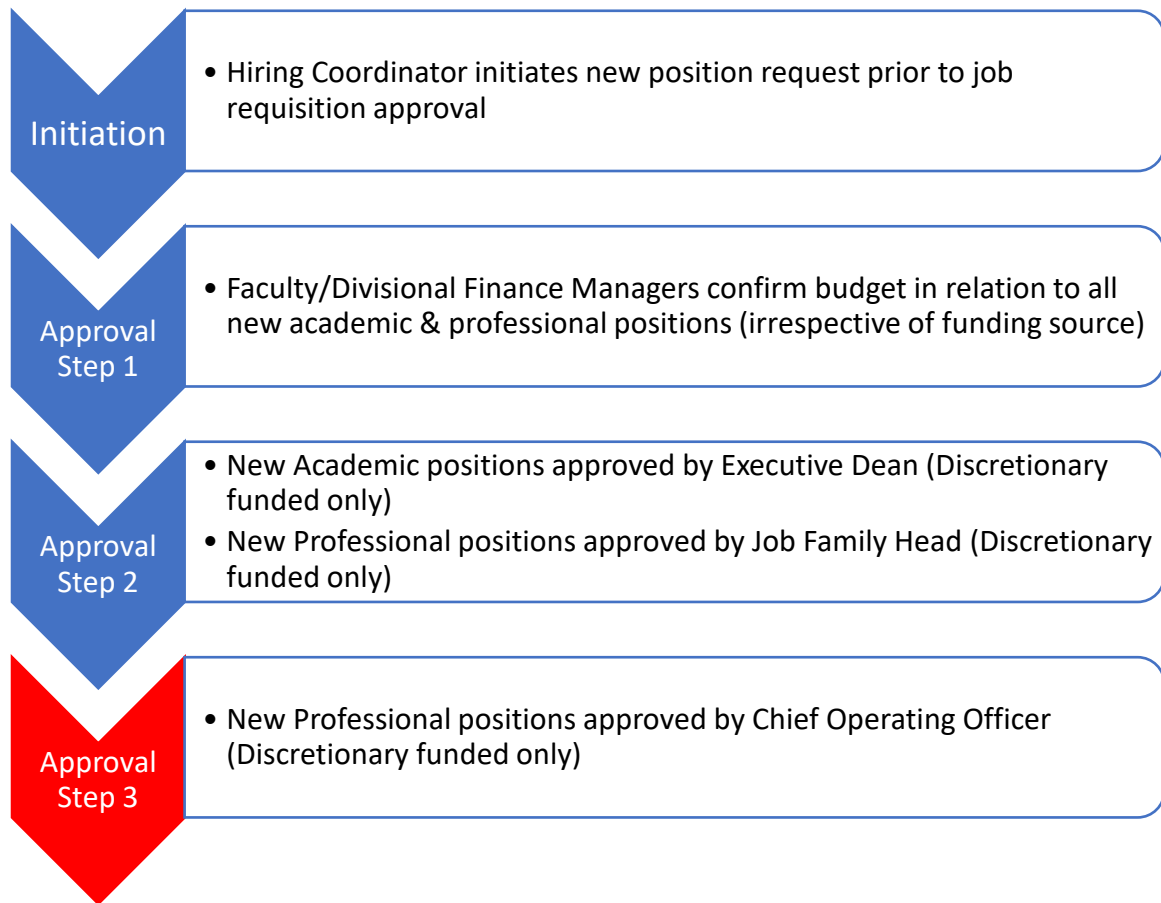 Initiation
• Hiring Coordinator initiates new position request prior to job
requisition approval
Approval
Step 1
• Faculty/Divisional Finance Managers confirm budget in relation to all
new academic & professional positions (irrespective of funding source)
Approval
Step 2
• New Academic positions approved by Executive Dean (Discretionary
funded only)
• New Professional positions approved by Job Family Head (Discretionary
funded only)
Approval
Step 3
• New Professional positions approved by Chief Operating Officer
(Discretionary funded only)